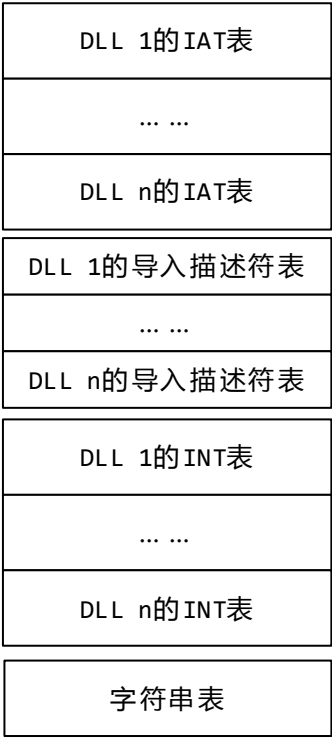 DLL 1的IAT表
... ...
DLL n的IAT表
DLL 1的导入描述符表
... ...
DLL n的导入描述符表
DLL 1的INT表
... ...
DLL n的INT表
字符串表